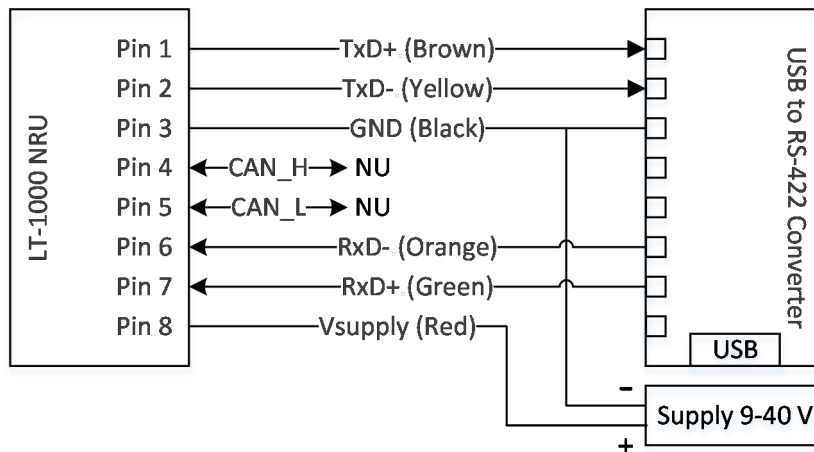 LT-1000 NRU
Pin 1 TxD+ (Brown)
Pin 2 TxD- (Yellow)
Pin 3 GND (Black)
Pin 4 CAN_H NU
Pin 5 CAN_L NU
Pin 6 RxD- (Orange)
Pin 7 RxD+ (Green)
Pin 8 Vsupply (Red)
USB to RS-422 Converter
USB
-
Supply 9-40 V
+